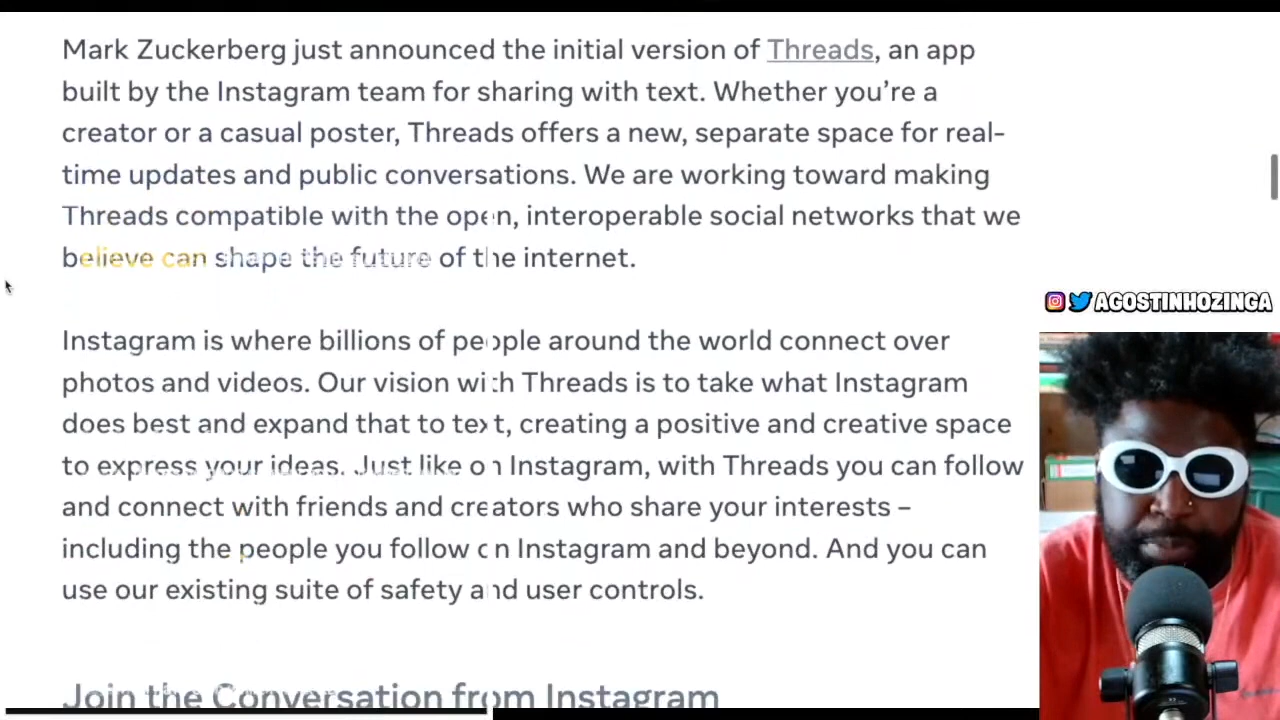 Mark Zuckerberg just announced the initial version of Threads, an app
built by the Instagram team for sharing with text. Whether you’re a
creator or a casual poster, Threads offers a new, separate space for real-
time updates and public conversations. We are working toward making
Threads compatible with the open, interoperable social networks that we
believe can shape the future of the internet.
AGOSTINHOZINGA
Instagram is where billions of people around the world connect over
photos and videos. Our vision with Threads is to take what Instagram
does best and expand that to text, creating a positive and creative space
to express your ideas. Just like on Instagram, with Threads you can follow
and connect with friends and creators who share your interests –
including the people you follow on Instagram and beyond. And you can
use our existing suite of safety and user controls.
Join the Conversation from Instagram